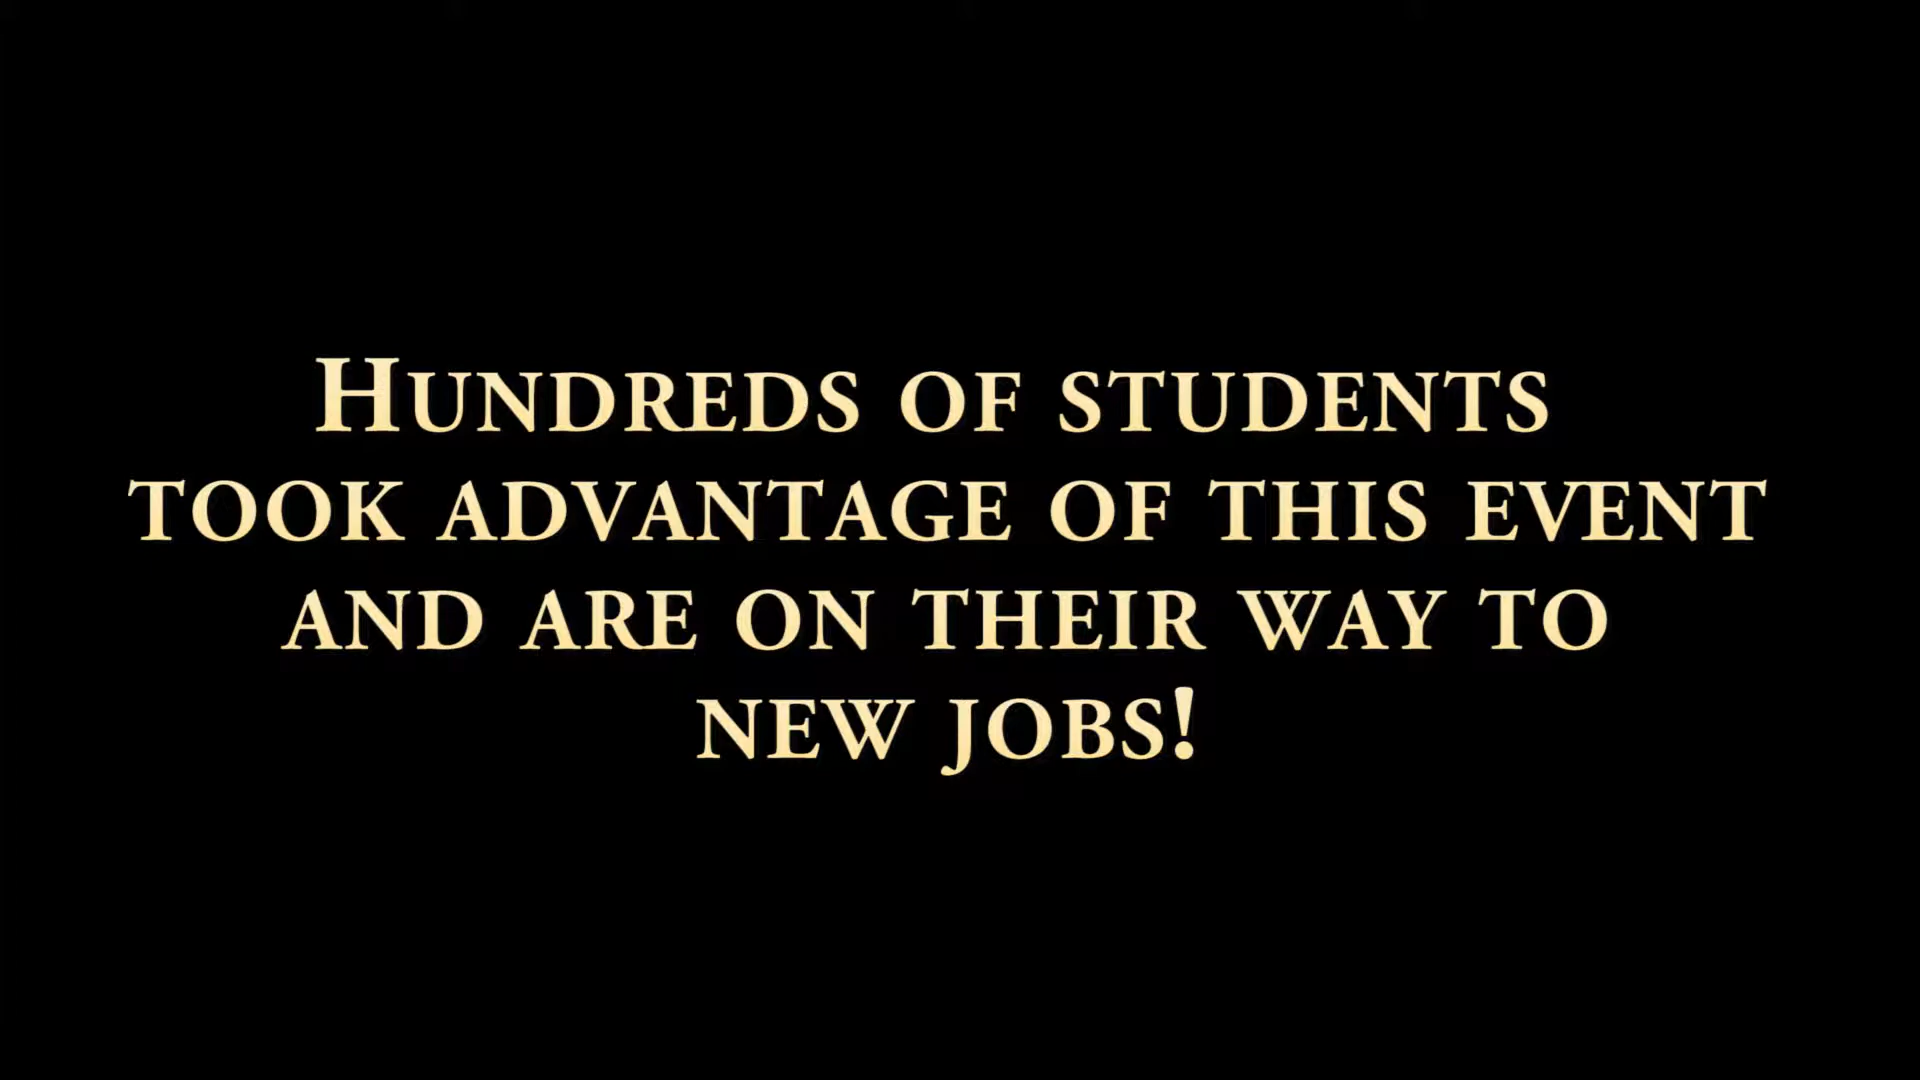 Hundreds of students
took advantage of this event
and are on their way to
new jobs!